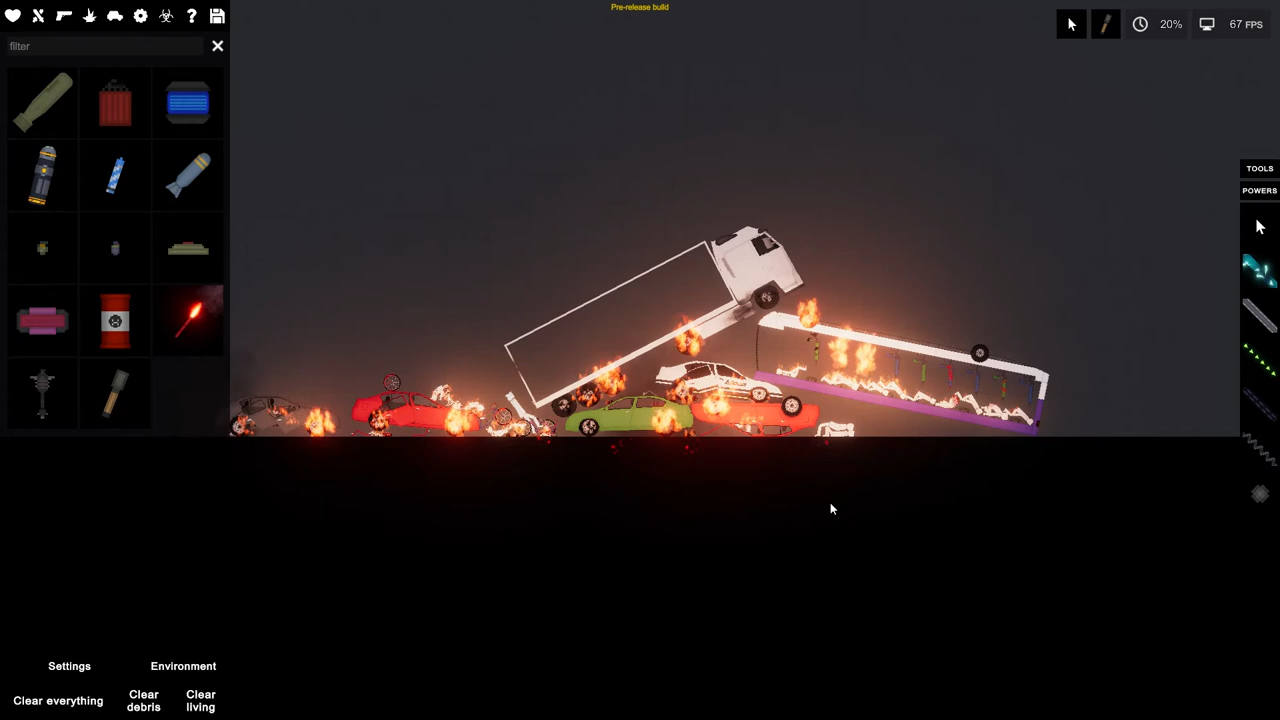 Pre-release build
20%
67 FPS
filter
TOOLS
POWERS
Settings
Environment
Clear everything
Clear debris
Clear living